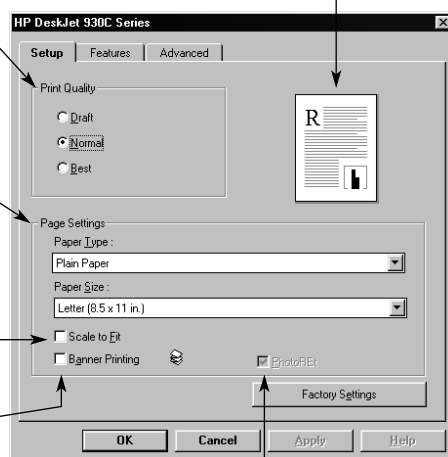 HP DeskJet 930C Series
Setup Features Advanced
Print Quality
Draft
Normal
Best
R
Page Settings
Paper Type :
Plain Paper
Paper Size :
Letter (8.5 x 11 in.)
Scale to Fit
Banner Printing
PhotoREt
Factory Settings
OK Cancel Apply Help